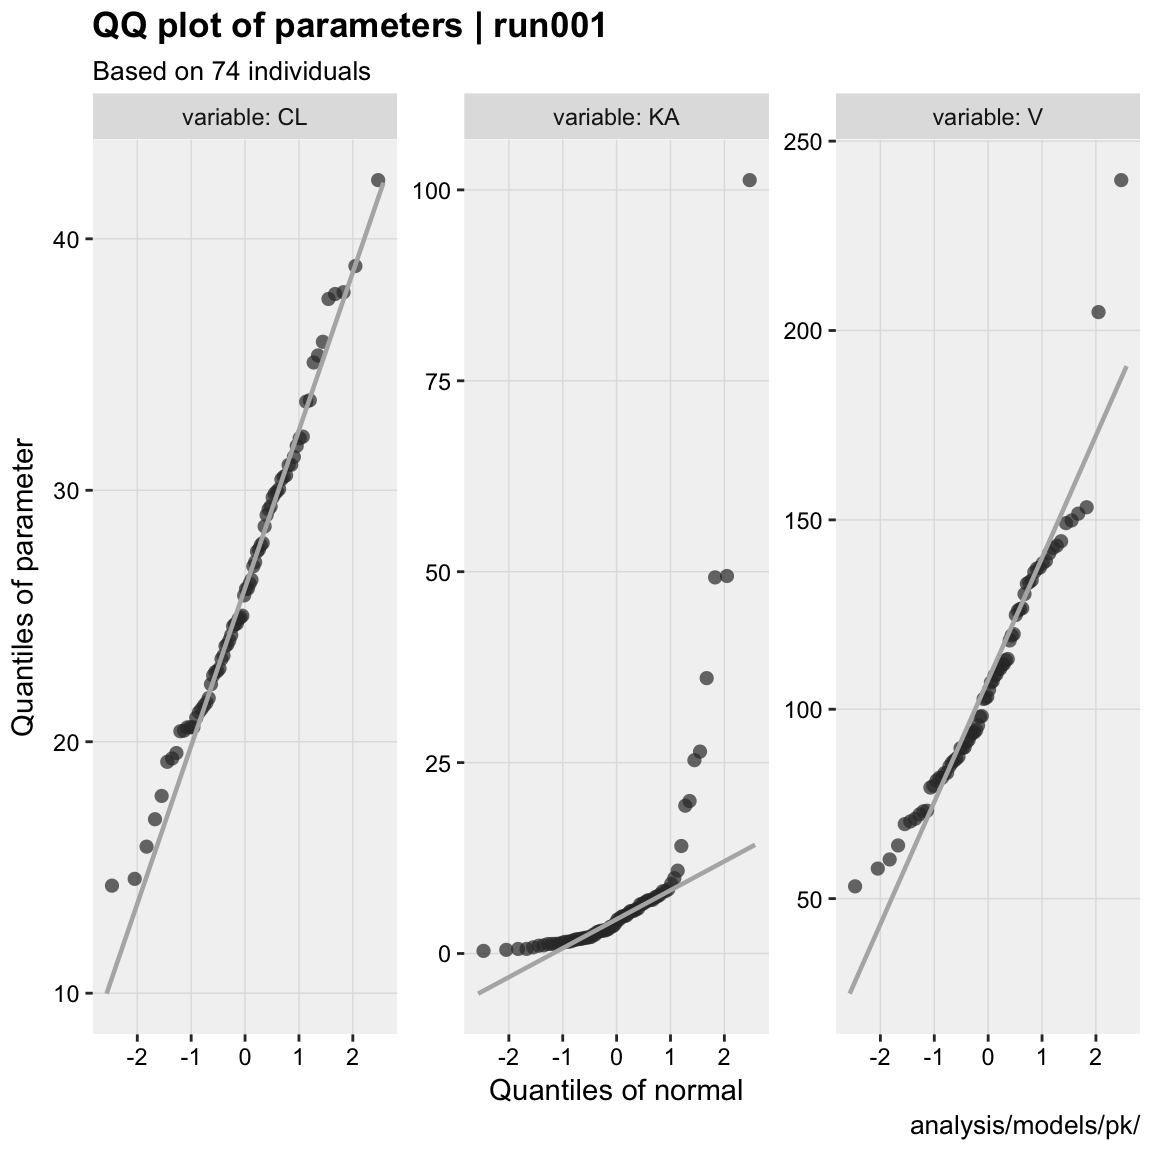 QQ plot of parameters | run001
Based on 74 individuals
variable: CL
variable: KA
variable: V
Quantiles of parameter
40
30
20
10
100
75
50
25
0
250
200
150
100
50
-2 -1 0 1 2
-2 -1 0 1 2
-2 -1 0 1 2
Quantiles of normal
analysis/models/pk/